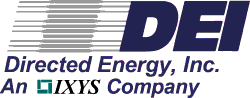 DEI
Directed Energy, Inc.
An IXYS Company